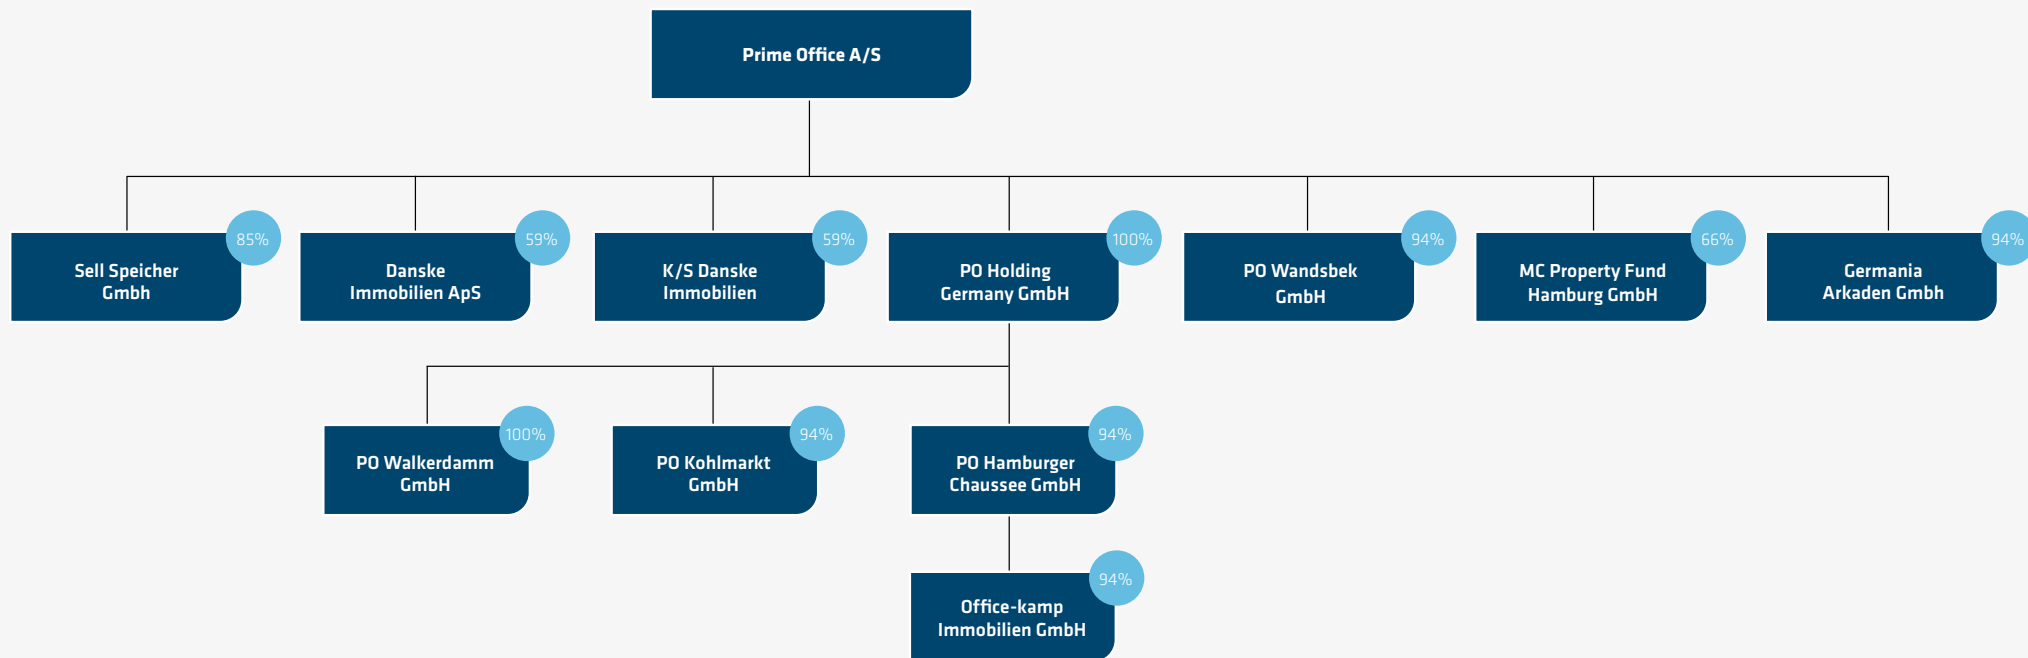 Prime Office A/S
85%
Sell Speicher
Gmbh
59%
Danske
Immobilien ApS
59%
K/S Danske
Immobilien
100%
PO Holding
Germany GmbH
94%
PO Wandsbek
GmbH
66%
MC Property Fund
Hamburg GmbH
94%
Germania
Arkaden Gmbh
100%
PO Walkerdamm
GmbH
94%
PO Kohlmarkt
GmbH
94%
PO Hamburger
Chaussee GmbH
94%
Office-kamp
Immobilien GmbH